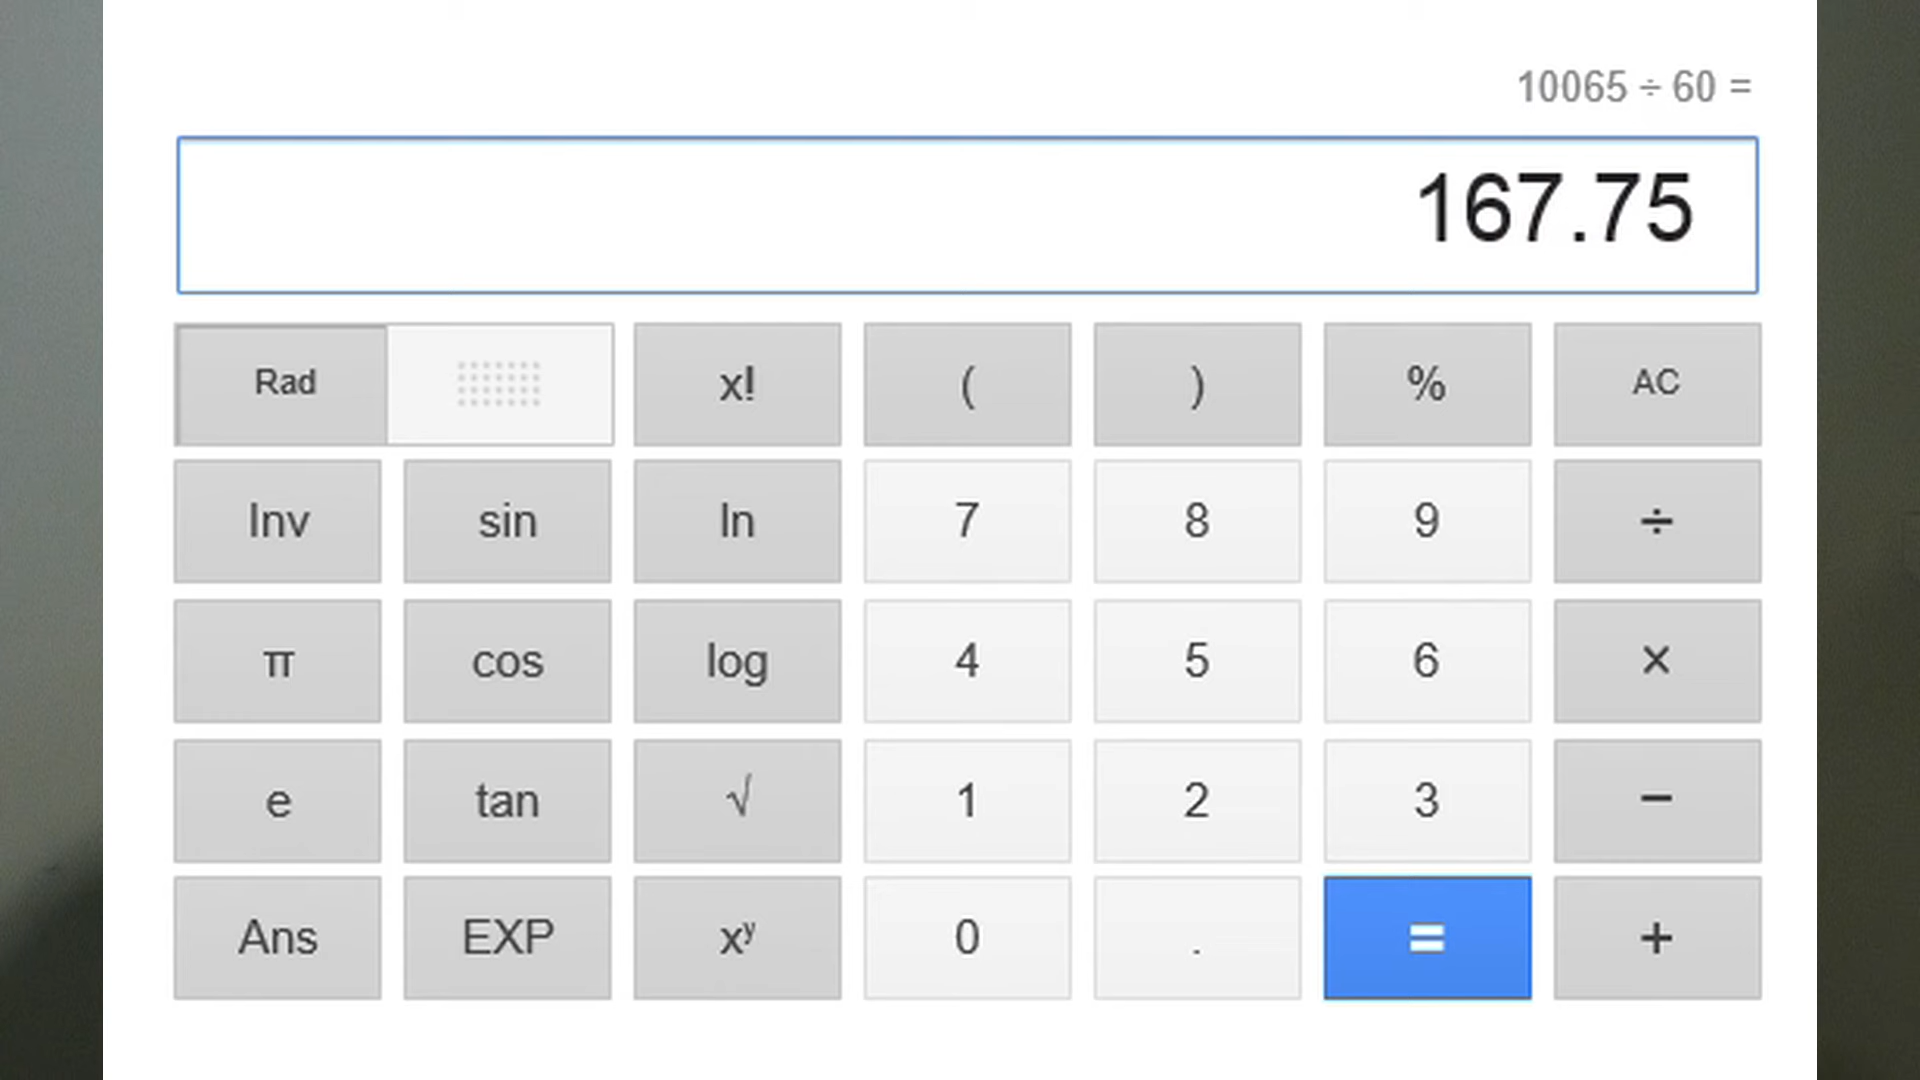 10065 ÷ 60 =
167.75
Rad x! ( ) % AC
Inv sin ln 7 8 9 ÷
π cos log 4 5 6 ×
e tan √ 1 2 3 −
Ans EXP xʸ 0 . = +